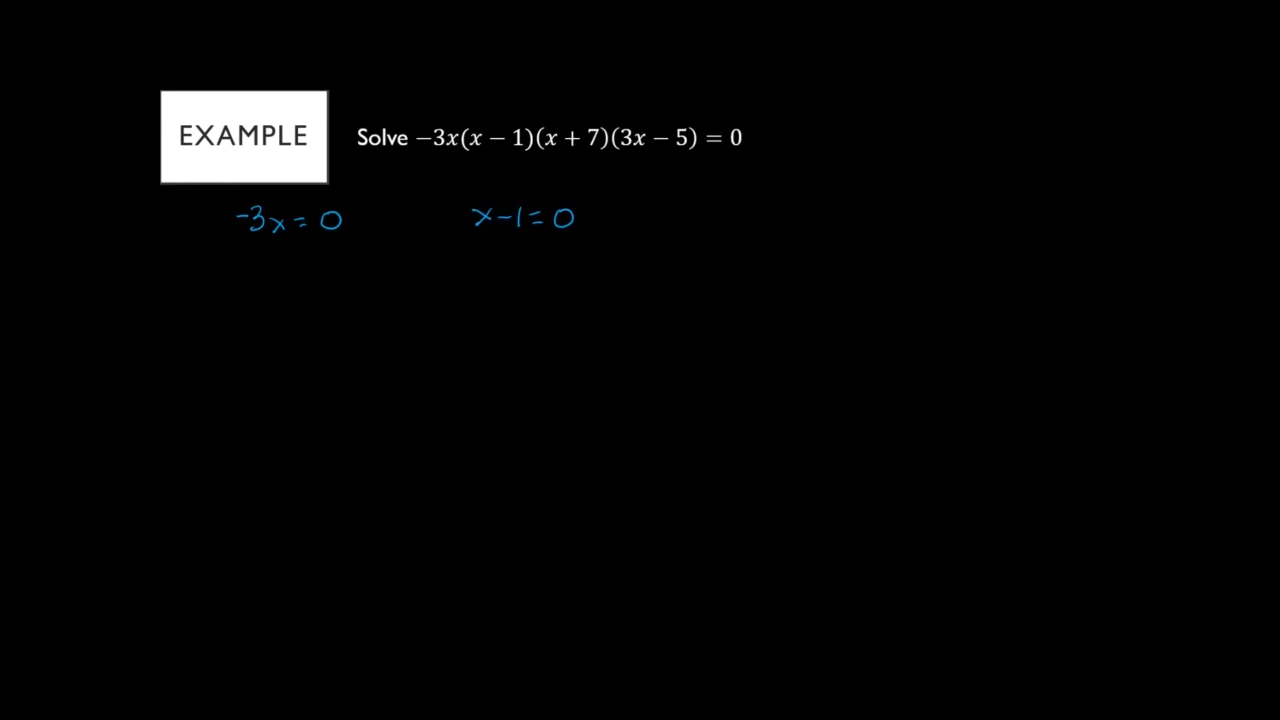 EXAMPLE
Solve −3x(x − 1)(x + 7)(3x − 5) = 0
-3x = 0
x-1 = 0